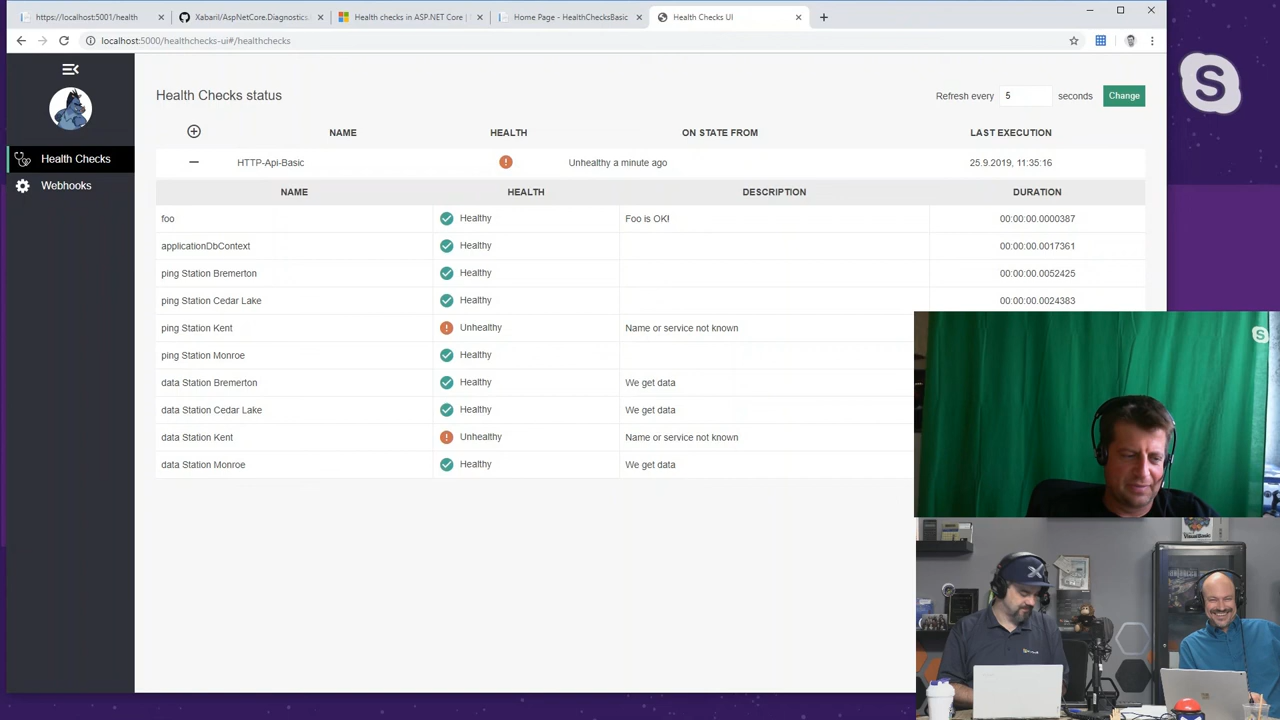 https://localhost:5001/health
Xabaril/AspNetCore.Diagnostics
Health checks in ASP.NET Core |
Home Page - HealthChecksBasic
Health Checks UI
localhost:5000/healthchecks-ui#/healthchecks
Health Checks
Webhooks
Health Checks status
Refresh every 5 seconds Change
NAME HEALTH ON STATE FROM LAST EXECUTION
HTTP-Api-Basic Unhealthy a minute ago 25.9.2019, 11:35:16
NAME HEALTH DESCRIPTION DURATION
foo Healthy Foo is OK! 00:00:00.0000387
applicationDbContext Healthy 00:00:00.0017361
ping Station Bremerton Healthy 00:00:00.0052425
ping Station Cedar Lake Healthy 00:00:00.0024383
ping Station Kent Unhealthy Name or service not known
ping Station Monroe Healthy
data Station Bremerton Healthy We get data
data Station Cedar Lake Healthy We get data
data Station Kent Unhealthy Name or service not known
data Station Monroe Healthy We get data
S
S